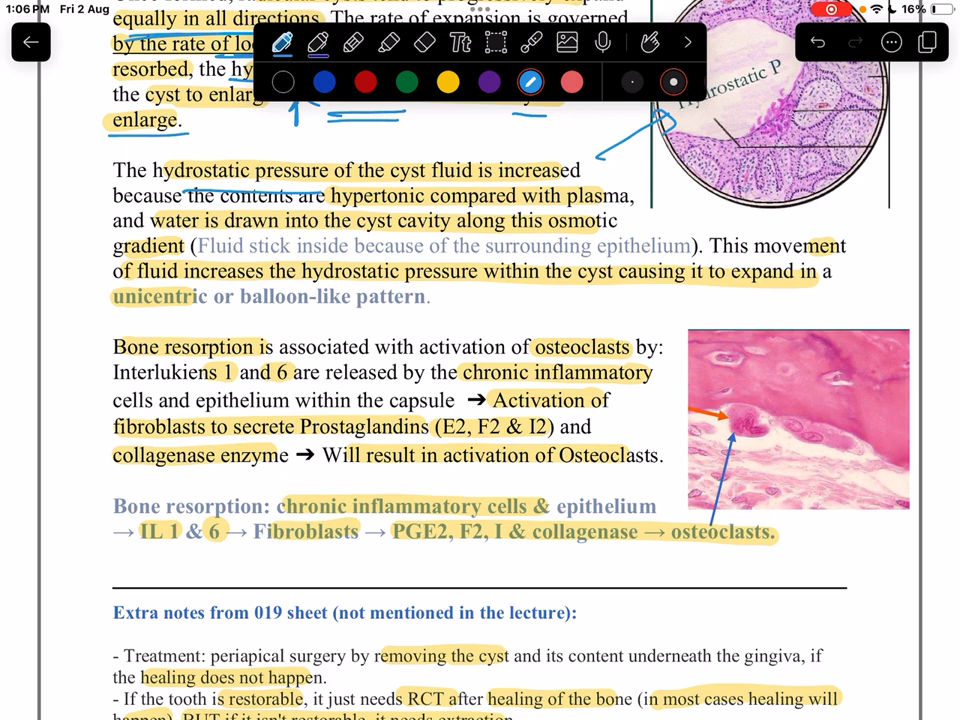 1:06 PM Fri 2 Aug
16%
Tt
equally in all directions. The rate of expansion is governed
by the rate of
resorbed, the
the cyst to
enlarge.
Hydrostatic P
The hydrostatic pressure of the cyst fluid is increased
because the contents are hypertonic compared with plasma,
and water is drawn into the cyst cavity along this osmotic
gradient (Fluid stick inside because of the surrounding epithelium). This movement
of fluid increases the hydrostatic pressure within the cyst causing it to expand in a
unicentric or balloon-like pattern.
Bone resorption is associated with activation of osteoclasts by:
Interlukiens 1 and 6 are released by the chronic inflammatory
cells and epithelium within the capsule ➔ Activation of
fibroblasts to secrete Prostaglandins (E2, F2 & I2) and
collagenase enzyme ➔ Will result in activation of Osteoclasts.
Bone resorption: chronic inflammatory cells & epithelium
→ IL 1 & 6 → Fibroblasts → PGE2, F2, I & collagenase → osteoclasts.
Extra notes from 019 sheet (not mentioned in the lecture):
- Treatment: periapical surgery by removing the cyst and its content underneath the gingiva, if
the healing does not happen.
- If the tooth is restorable, it just needs RCT after healing of the bone (in most cases healing will
happen), BUT if it isn't restorable, it needs extraction